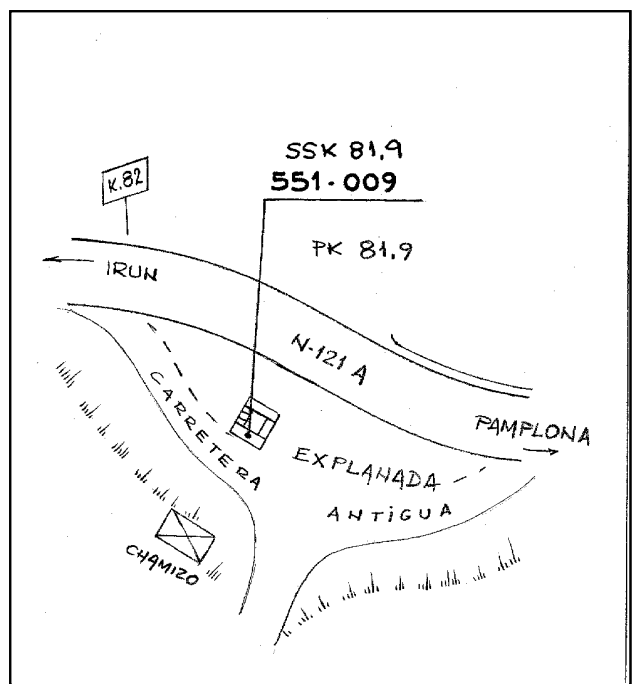 SSK 81,9
551-009
K.82
PK 81.9
IRUN
N-121 A
CARRETERA
PAMPLONA
EXPLANADA
ANTIGUA
CHAMIZO